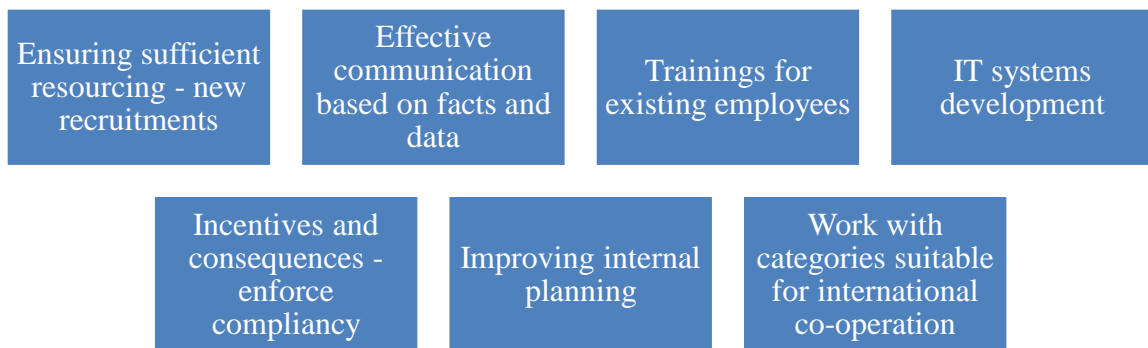 Ensuring sufficient
resourcing - new
recruitments
Effective
communication
based on facts and
data
Trainings for
existing employees
IT systems
development
Incentives and
consequences -
enforce
compliancy
Improving internal
planning
Work with
categories suitable
for international
co-operation